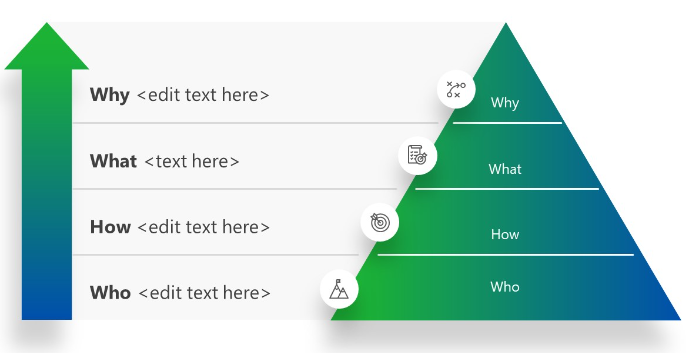 Why <edit text here>
What <text here>
How <edit text here>
Who <edit text here>
Why
What
How
Who